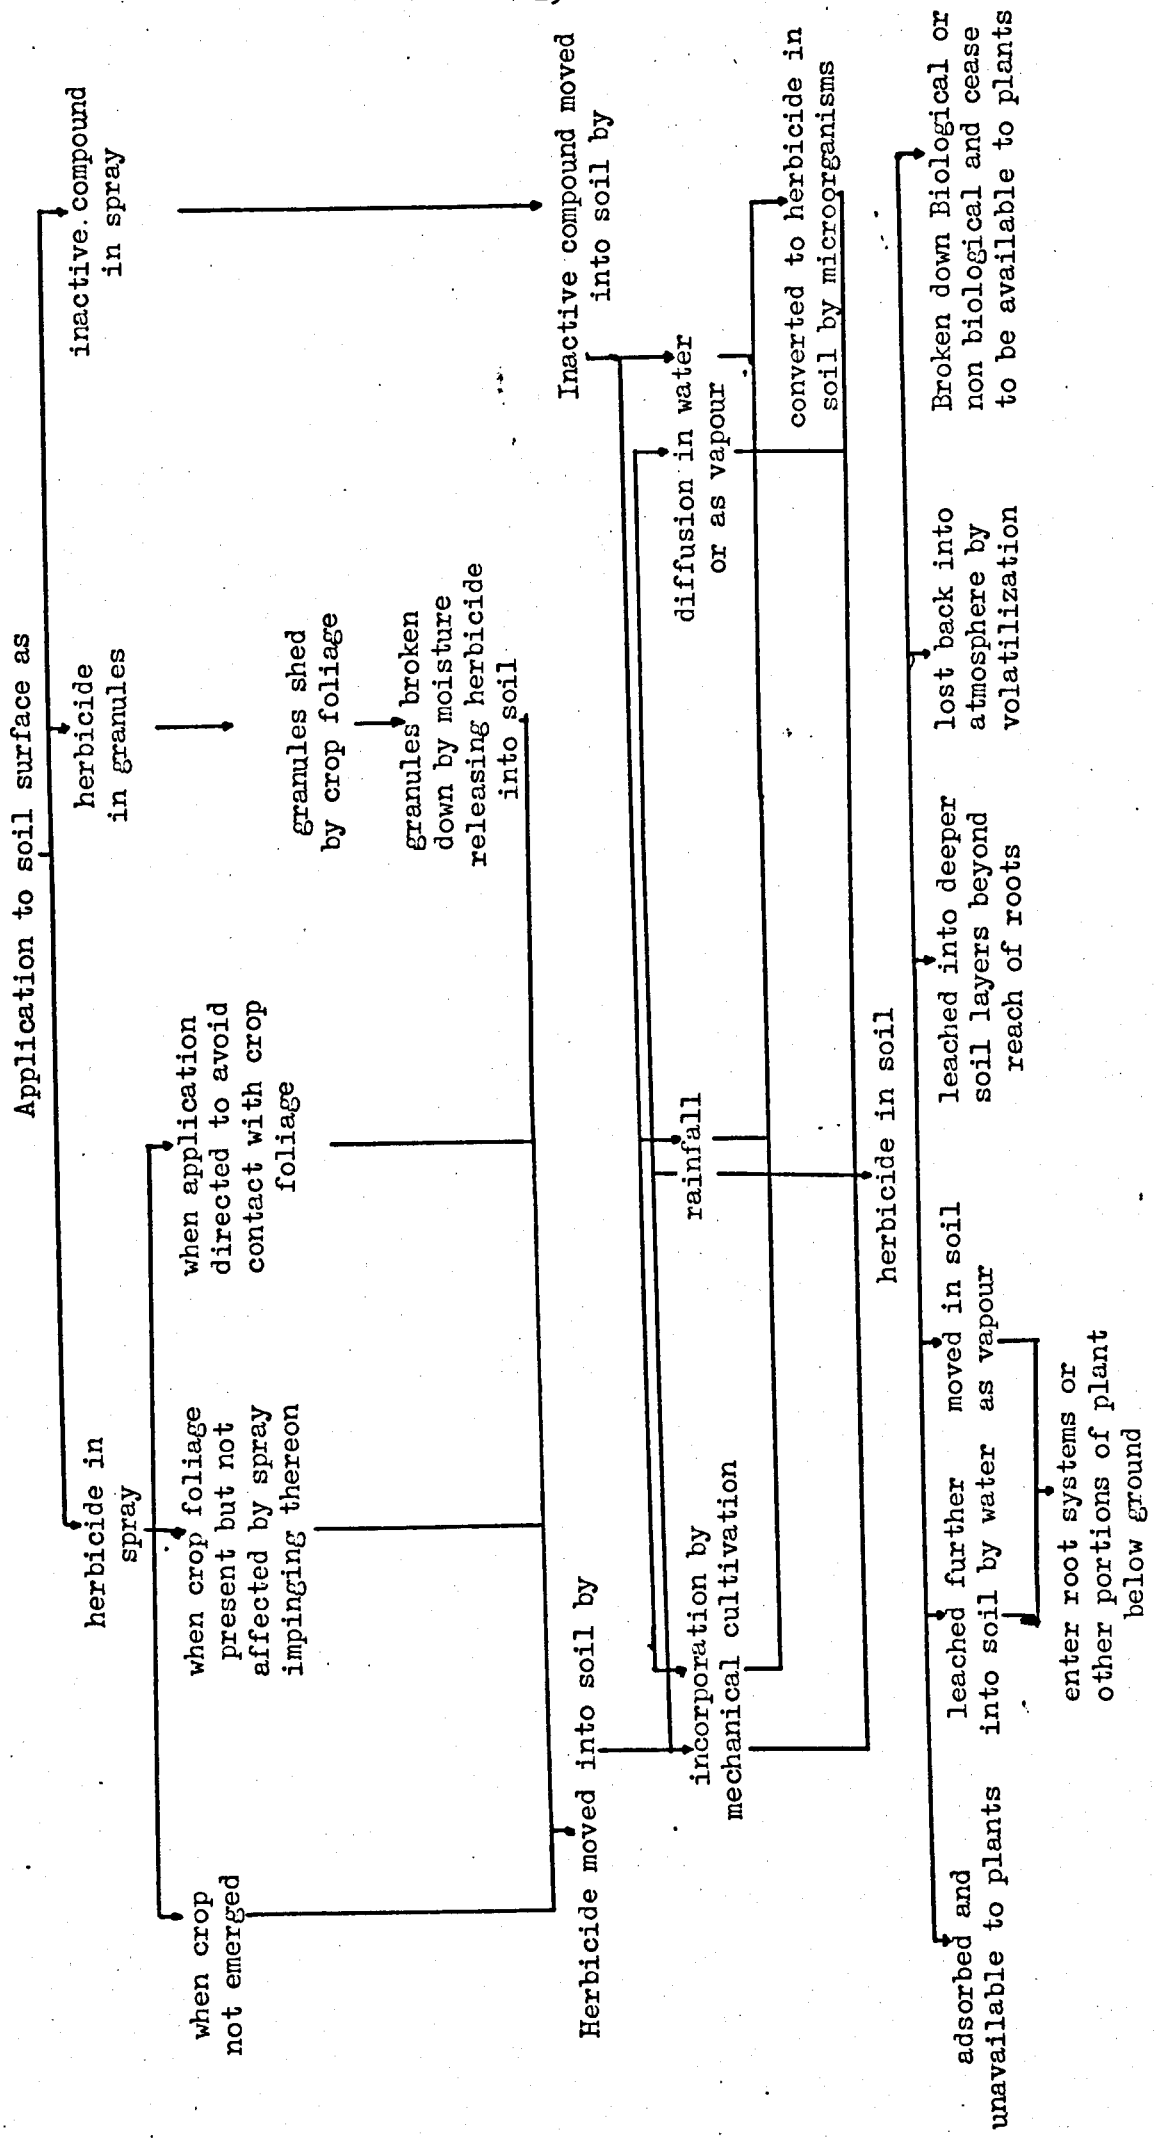 Application to soil surface as
herbicide in
spray
herbicide
in granules
inactive.compound
in spray
when crop
not emerged
when crop foliage
present but not
affected by spray
impinging thereon
when application
directed to avoid
contact with crop
foliage
granules shed
by crop foliage
granules broken
down by moisture
releasing herbicide
into soil
Herbicide moved into soil by
Inactive compound moved
into soil by
incorporation by
mechanical cultivation
rainfall
diffusion in water
or as vapour
converted to herbicide in
soil by microorganisms
herbicide in soil
adsorbed and
unavailable to plants
leached further
into soil by water
moved in soil
as vapour
leached into deeper
soil layers beyond
reach of roots
lost back into
atmosphere by
volatilization
Broken down Biological or
non biological and cease
to be available to plants
enter root systems or
other portions of plant
below ground